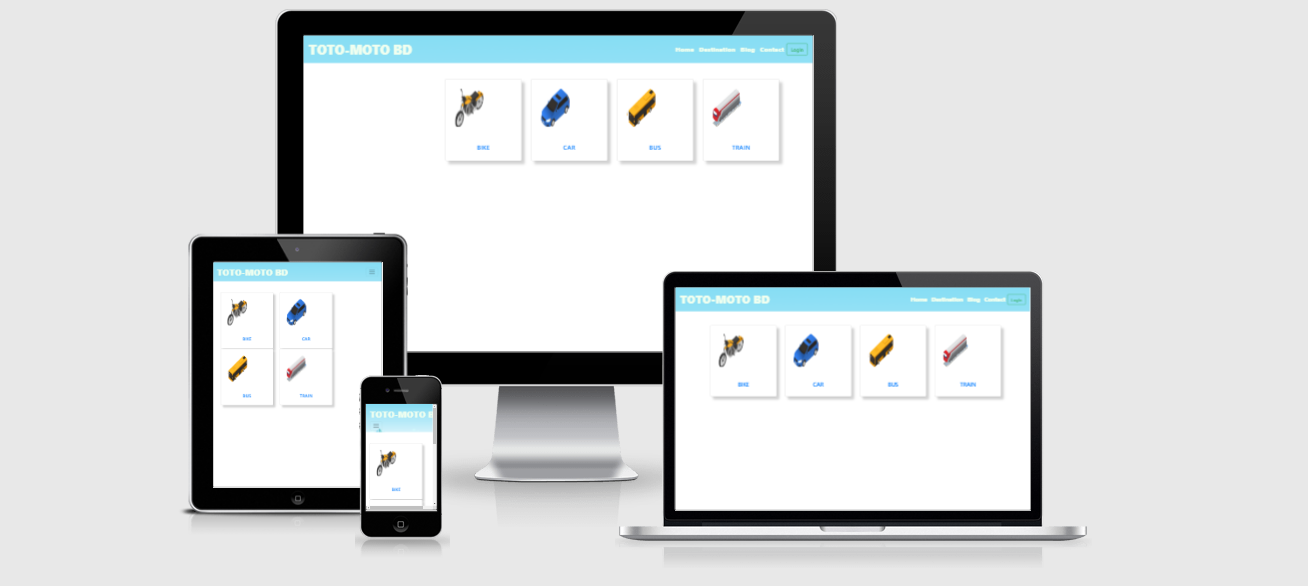 TOTO-MOTO BD
Home Destination Blog Contact Login
BIKE CAR BUS TRAIN
TOTO-MOTO BD
BIKE CAR
BUS TRAIN
TOTO-MOTO B
BIKE
TOTO-MOTO BD
Home Destination Blog Contact Login
BIKE CAR BUS TRAIN